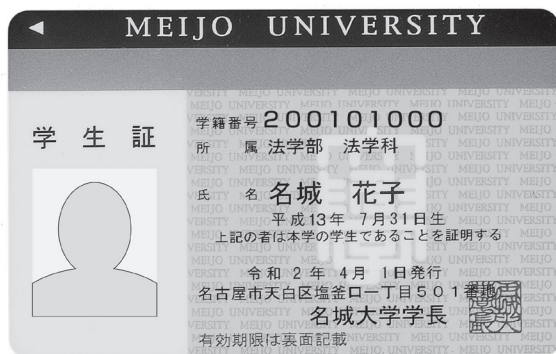 MEIJO UNIVERSITY
学生証
学籍番号 200101000
所 属 法学部 法学科
氏 名 名城 花子
平成13年 7月31日生
上記の者は本学の学生であることを証明する
令和 2 年 4月 1日発行
名古屋市天白区塩釜口一丁目501番地
名城大学学長
有効期限は裏面記載